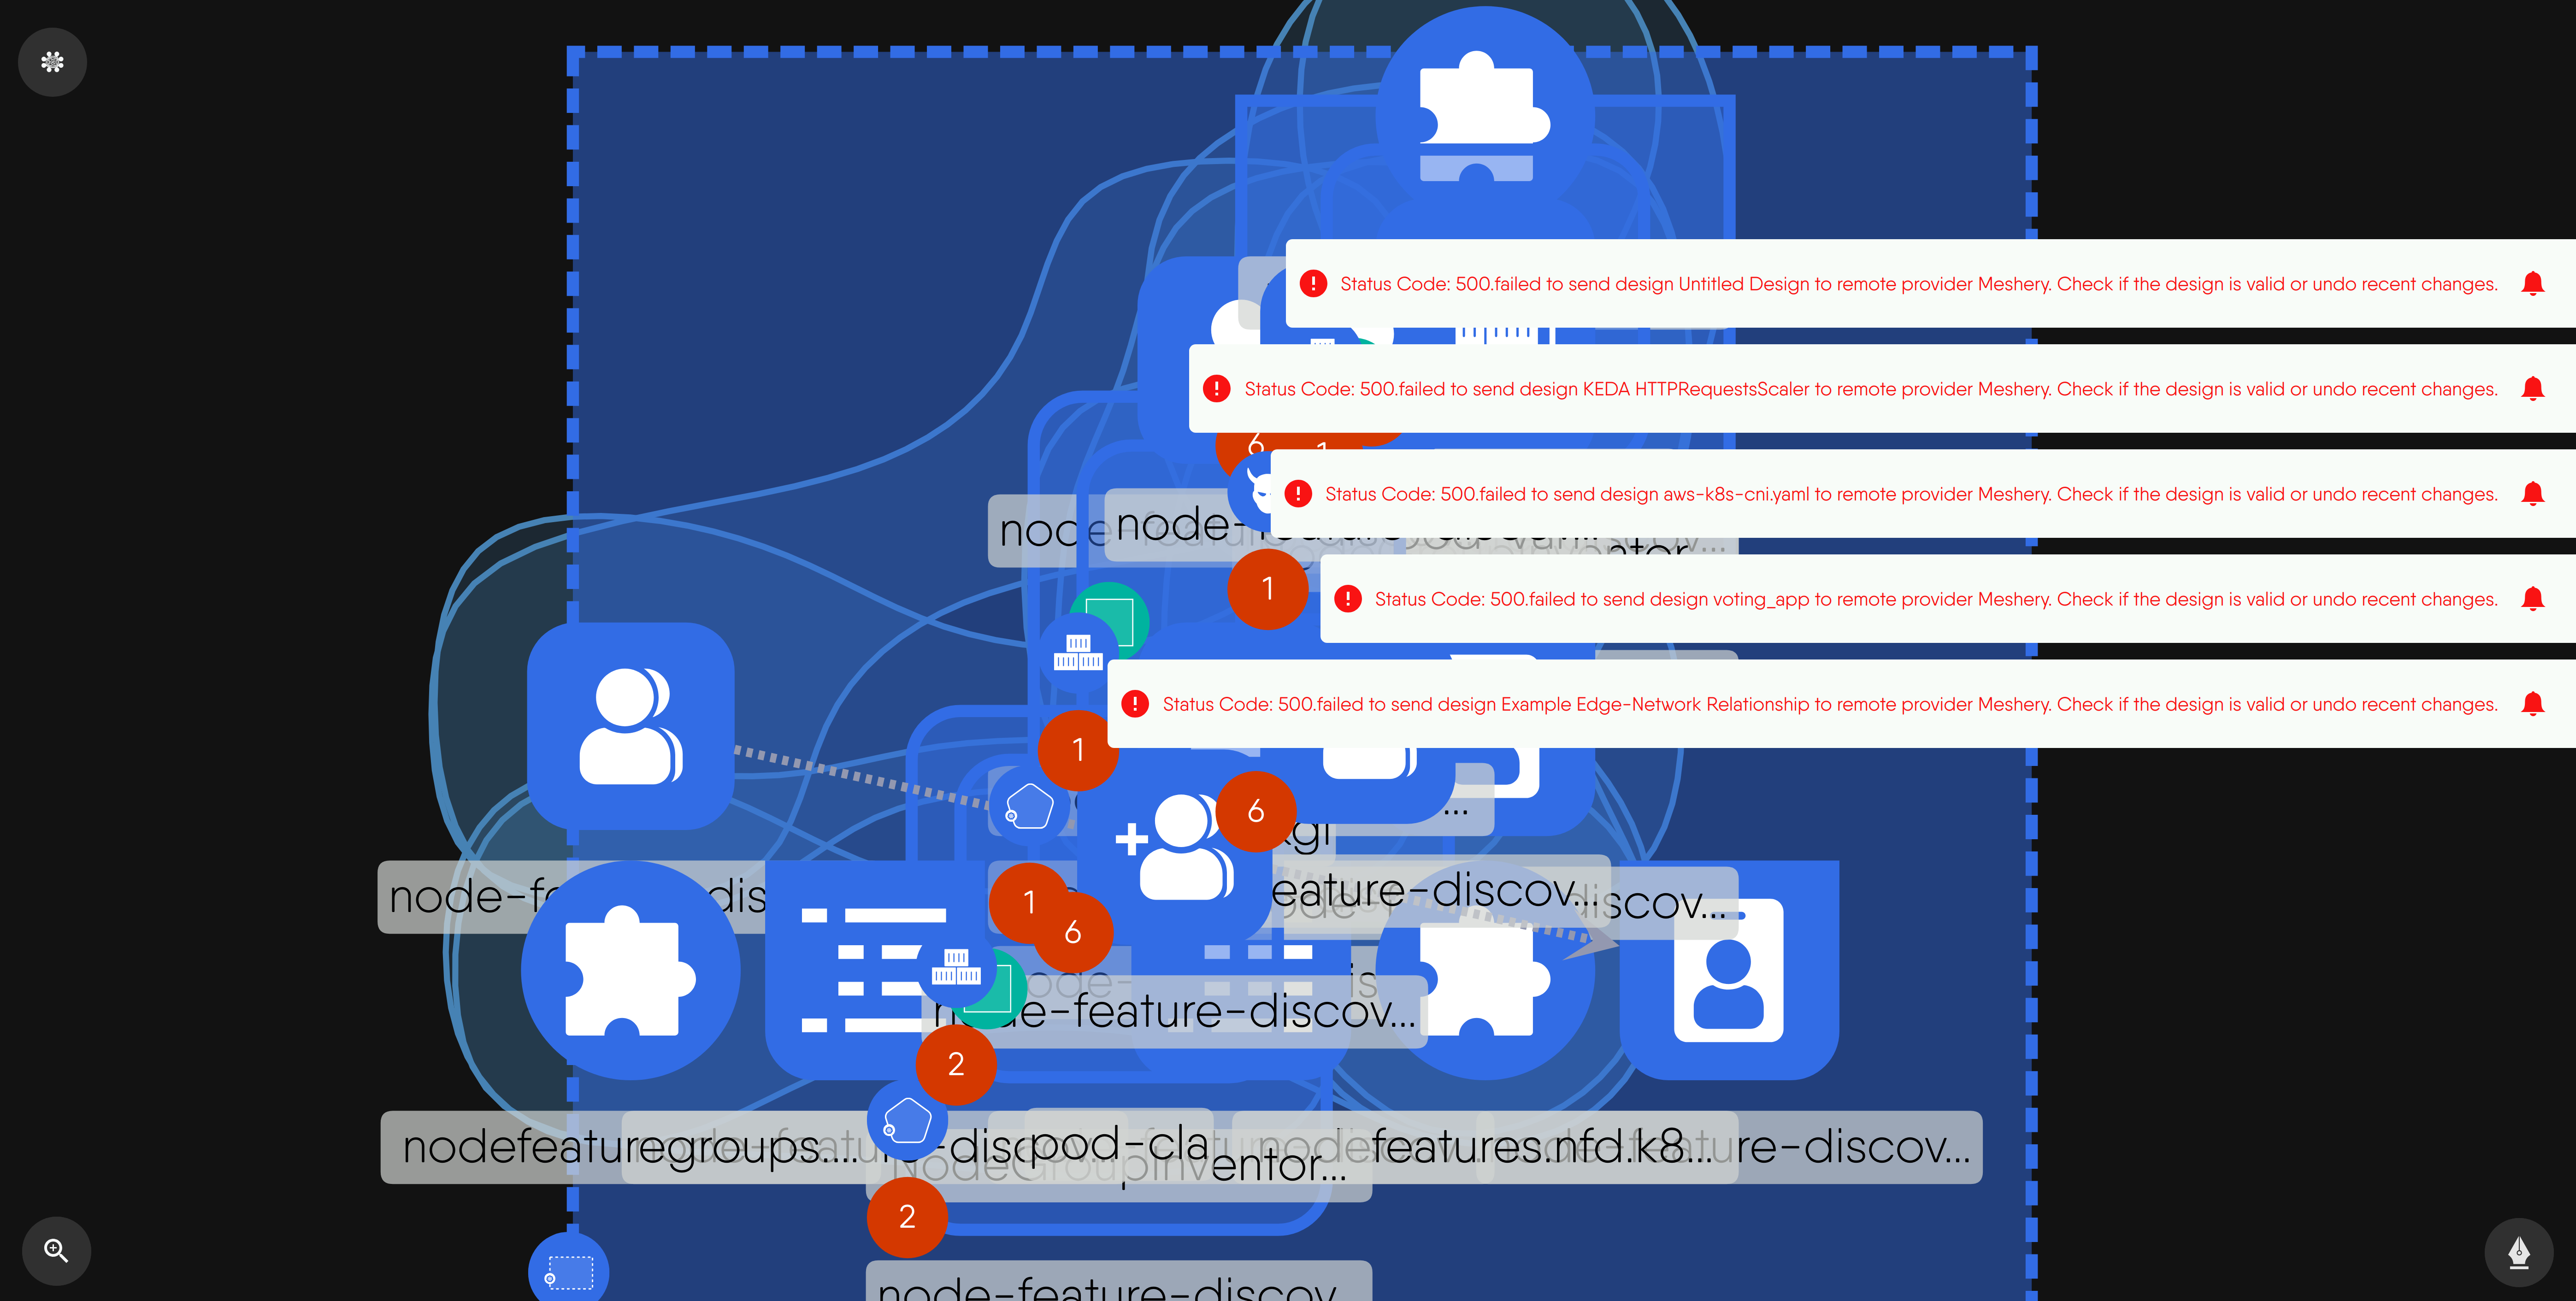 Status Code: 500.failed to send design Untitled Design to remote provider Meshery. Check if the design is valid or undo recent changes.
Status Code: 500.failed to send design KEDA HTTPRequestsScaler to remote provider Meshery. Check if the design is valid or undo recent changes.
6
Status Code: 500.failed to send design aws-k8s-cni.yaml to remote provider Meshery. Check if the design is valid or undo recent changes.
node-
1
Status Code: 500.failed to send design voting_app to remote provider Meshery. Check if the design is valid or undo recent changes.
Status Code: 500.failed to send design Example Edge-Network Relationship to remote provider Meshery. Check if the design is valid or undo recent changes.
1
6
eature-discov...
1
6
node-feature-discov...
2
nodefeaturegroups....
pod-cla
nodefeatures.nfd.k8...
ure-discov...
entor...
2
node-feature-discov...